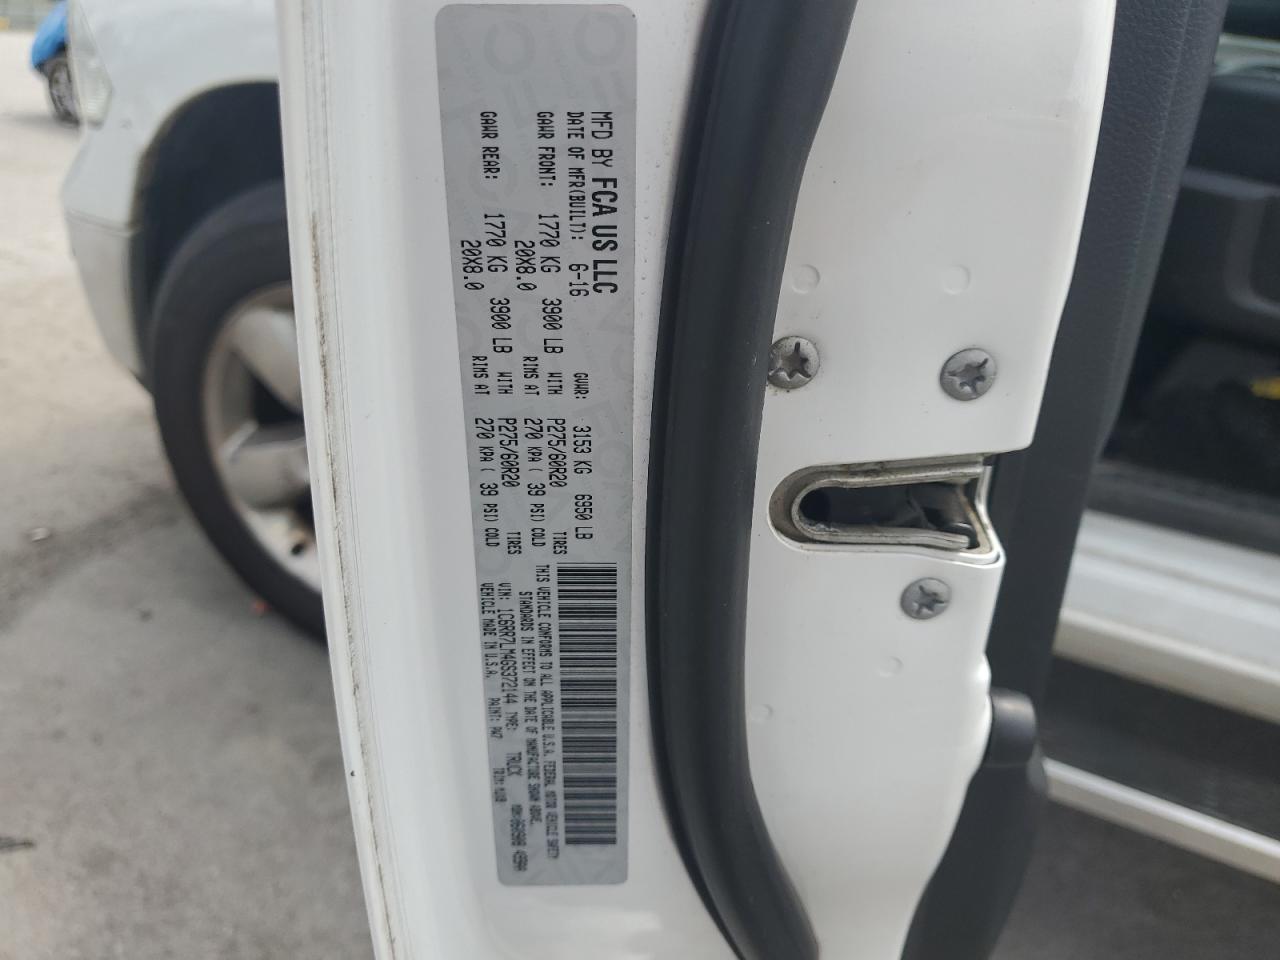 MFD BY FCA US LLC
DATE OF MFR(BUILT): 6-16 GVWR: 3153 KG 6950 LB
GAWR FRONT: 1770 KG 3900 LB WITH P275/60R20 TIRES
20X8.0 RIMS AT 270 KPA( 39 PSI) COLD
GAWR REAR: 1770 KG 3900 LB WITH P275/60R20 TIRES
20X8.0 RIMS AT 270 KPA( 39 PSI) COLD
THIS VEHICLE CONFORMS TO ALL APPLICABLE U.S.A. FEDERAL MOTOR VEHICLE SAFETY
STANDARDS IN EFFECT ON THE DATE OF MANUFACTURE SHOWN ABOVE.
VIN: 1C6RR7LM4GS372144 TYPE: TRUCK
VEHICLE MADE IN U.S.A. PAINT: PW7 TRIM: